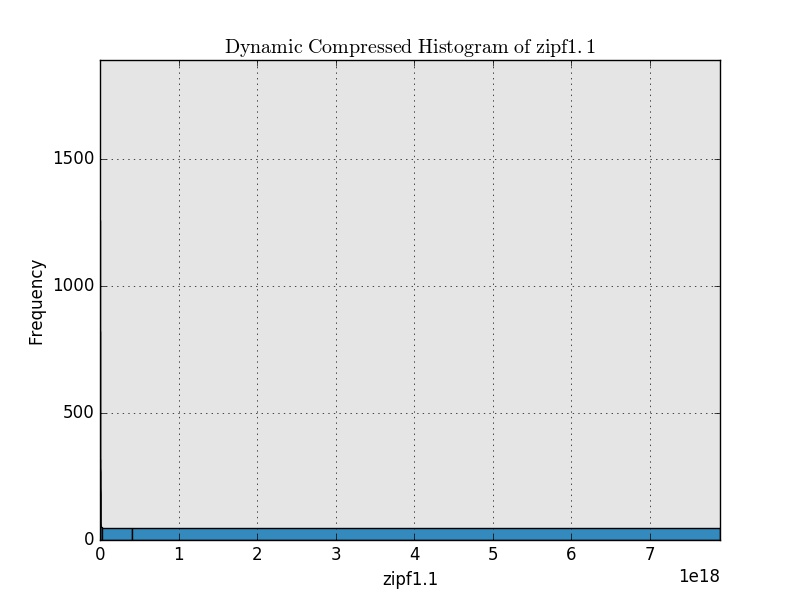 Dynamic Compressed Histogram of zipf1.1
Frequency
1500
1000
500
0
0 1 2 3 4 5 6 7
1e18
zipf1.1